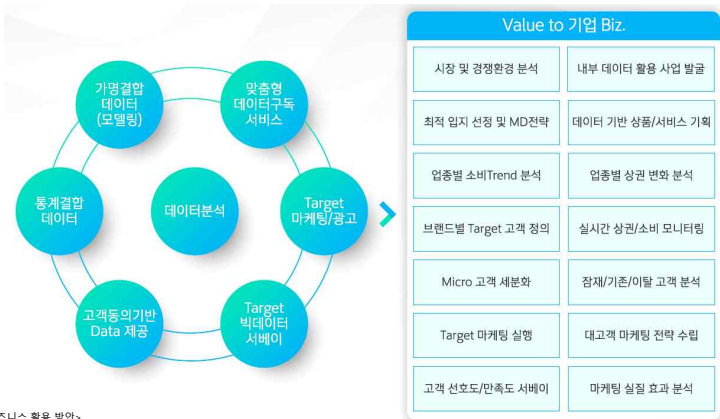 Value to 기업 Biz.
가명결합
데이터
(모델링)
맞춤형
데이터구독
서비스
통계결합
데이터
데이터분석
Target
마케팅/광고
고객동의기반
Data 제공
Target
빅데이터
서베이
시장 및 경쟁환경 분석
내부 데이터 활용 사업 발굴
최적 입지 선정 및 MD전략
데이터 기반 상품/서비스 기획
업종별 소비Trend 분석
업종별 상권 변화 분석
브랜드별 Target 고객 정의
실시간 상권/소비 모니터링
Micro 고객 세분화
잠재/기존/이탈 고객 분석
Target 마케팅 실행
대고객 마케팅 전략 수립
고객 선호도/만족도 서베이
마케팅 실질 효과 분석
활용 방안>